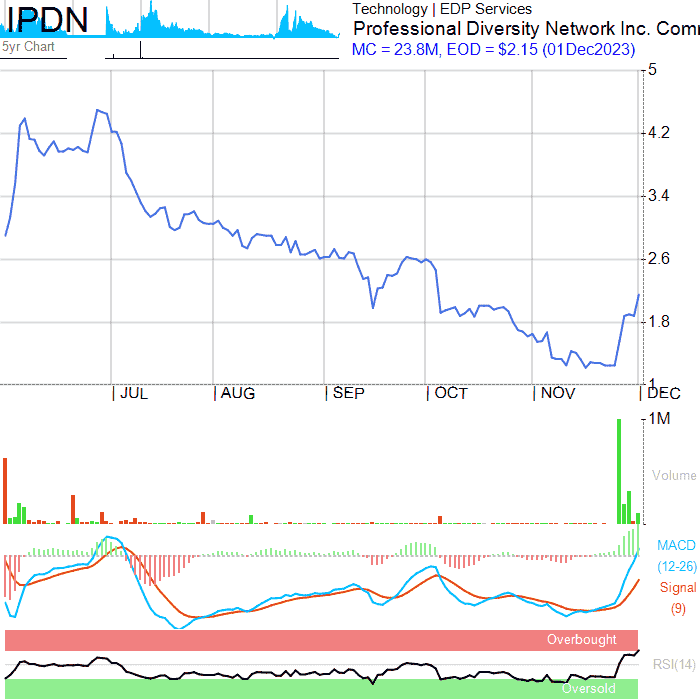 IPDN
5yr Chart
Technology | EDP Services
Professional Diversity Network Inc. Comm
MC = 23.8M, EOD = $2.15 (01Dec2023)
5
4.2
3.4
2.6
1.8
1
JUL AUG SEP OCT NOV DEC
1M
Volume
MACD
(12-26)
Signal
(9)
Overbought
RSI(14)
Oversold